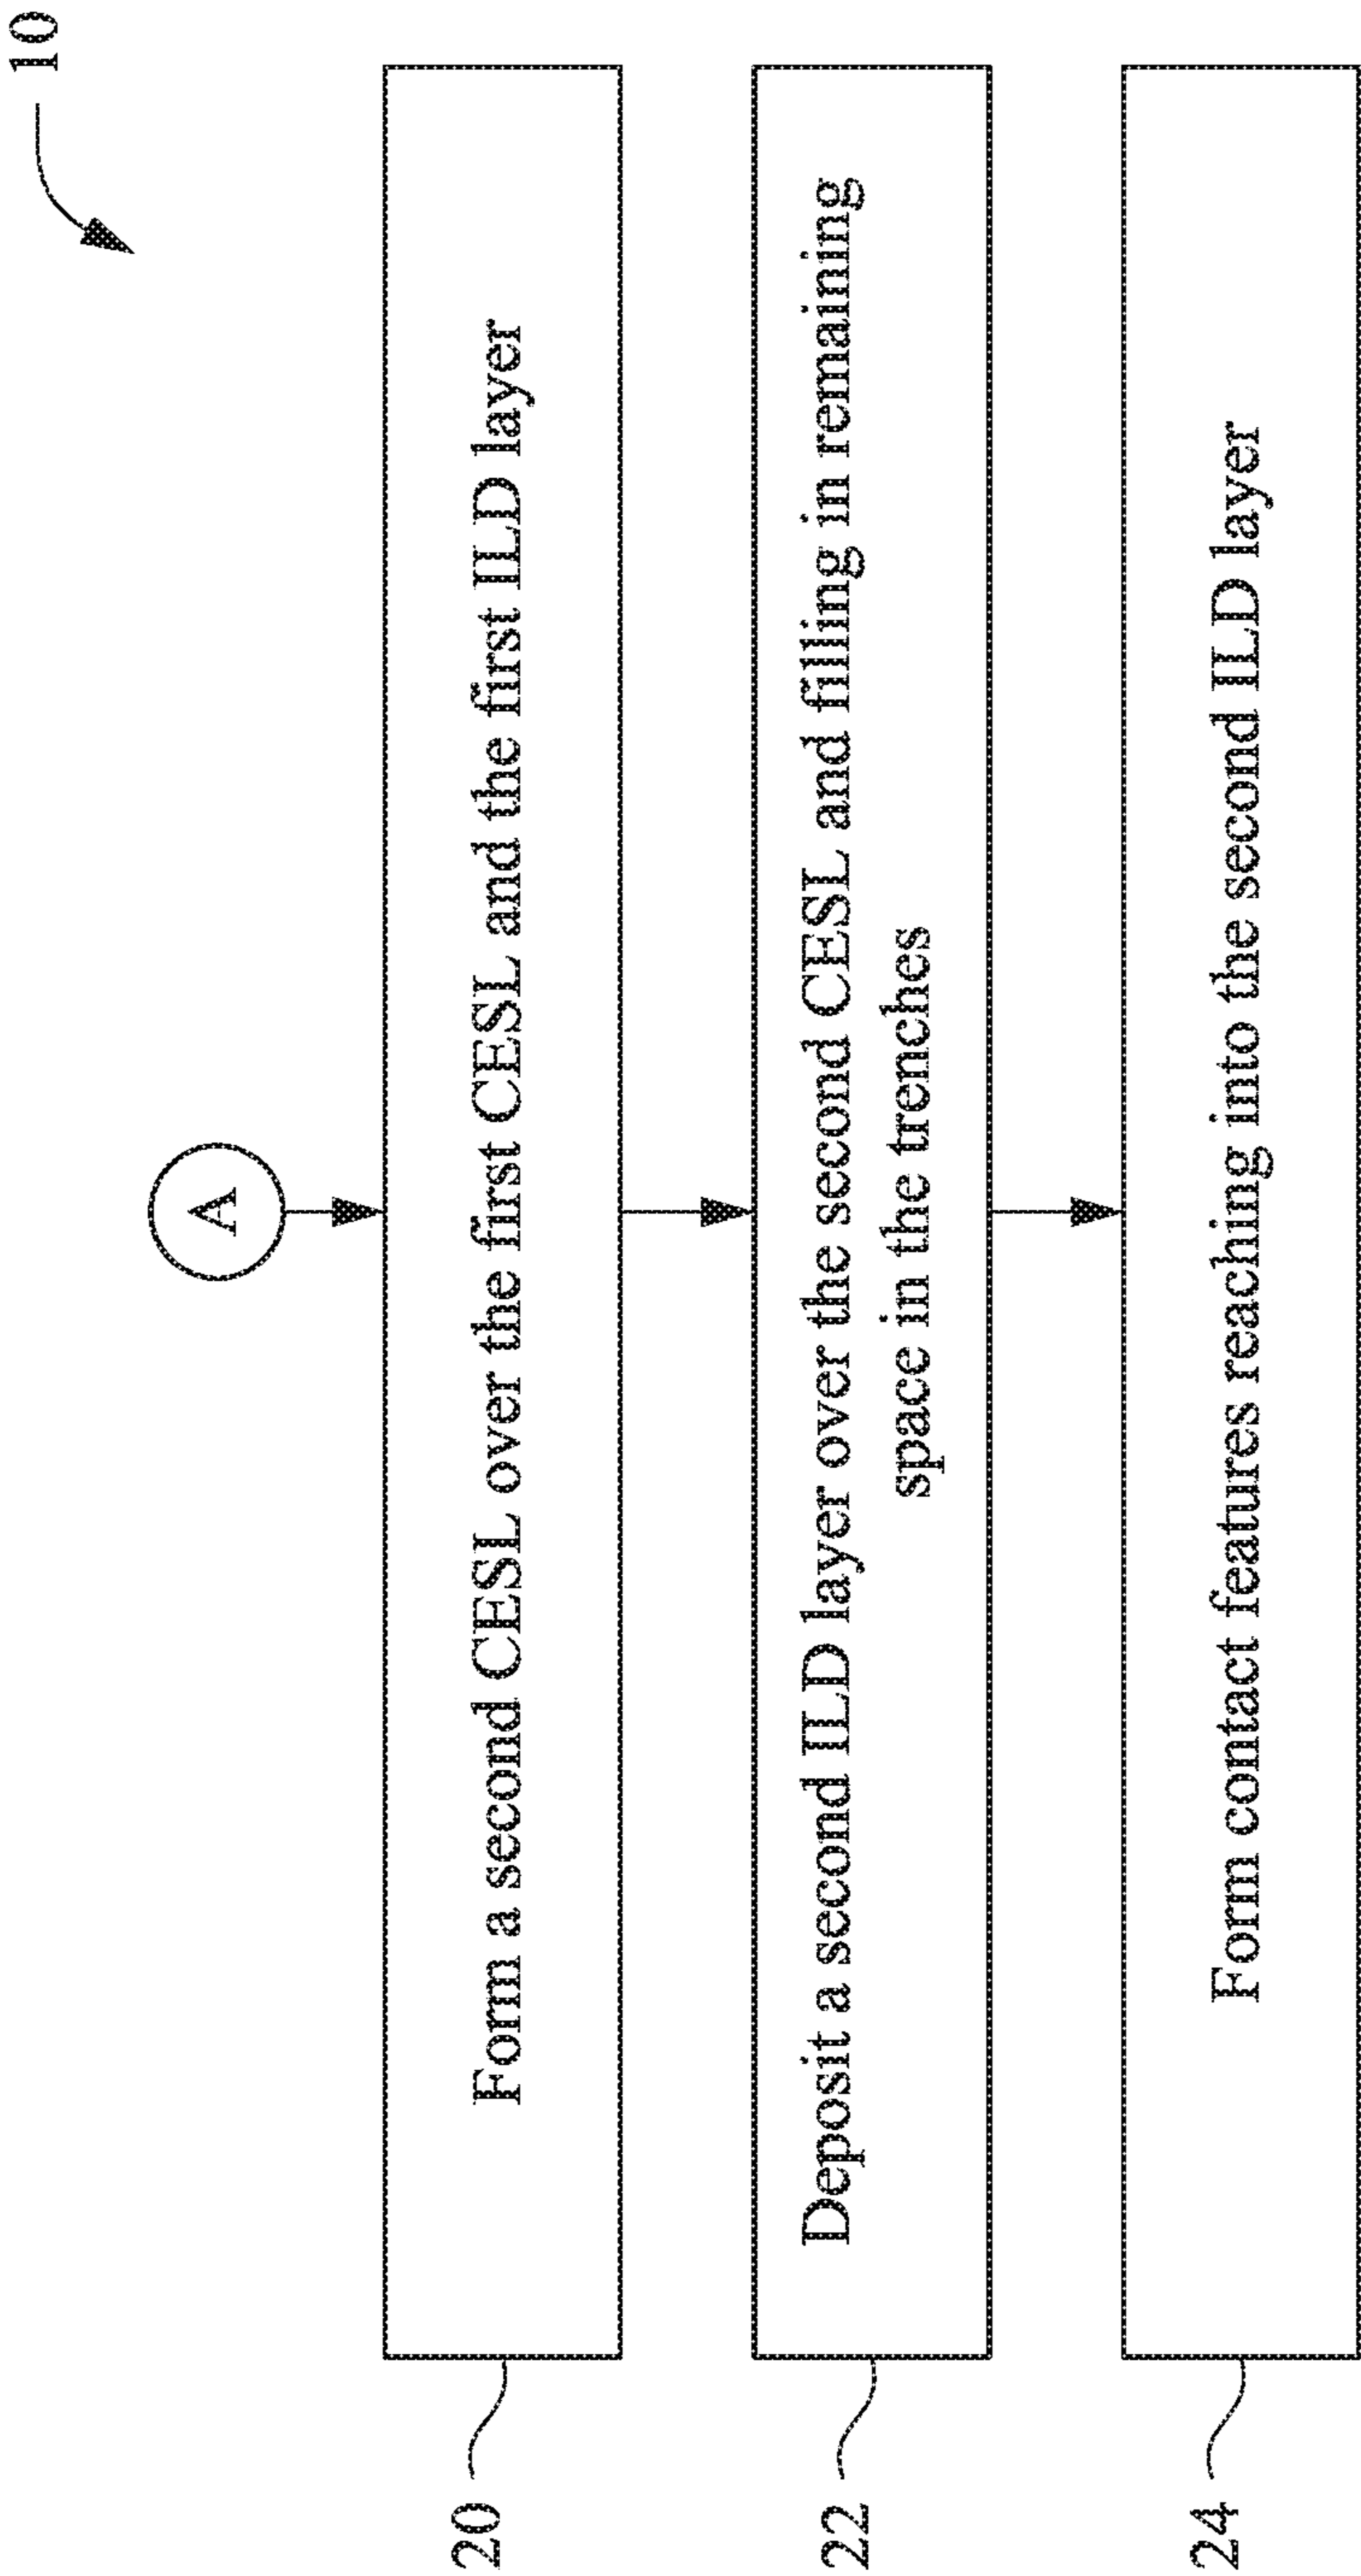 10
A
20
Form a second CESL over the first CESL and the first ILD layer
22
Deposit a second ILD layer over the second CESL and filling in remaining
space in the trenches
24
Form contact features reaching into the second ILD layer